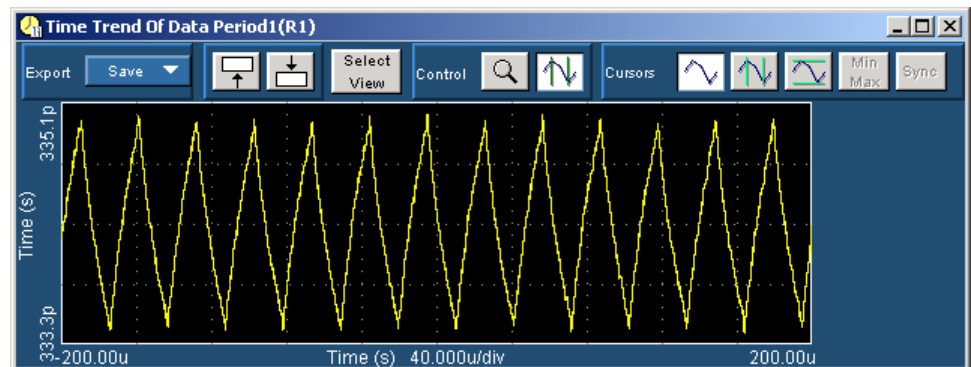 Time Trend Of Data Period1(R1)
Export Save Select View Control Cursors Min Max Sync
335.1p
Time (s)
333.3p
-200.00u Time (s) 40.000u/div 200.00u